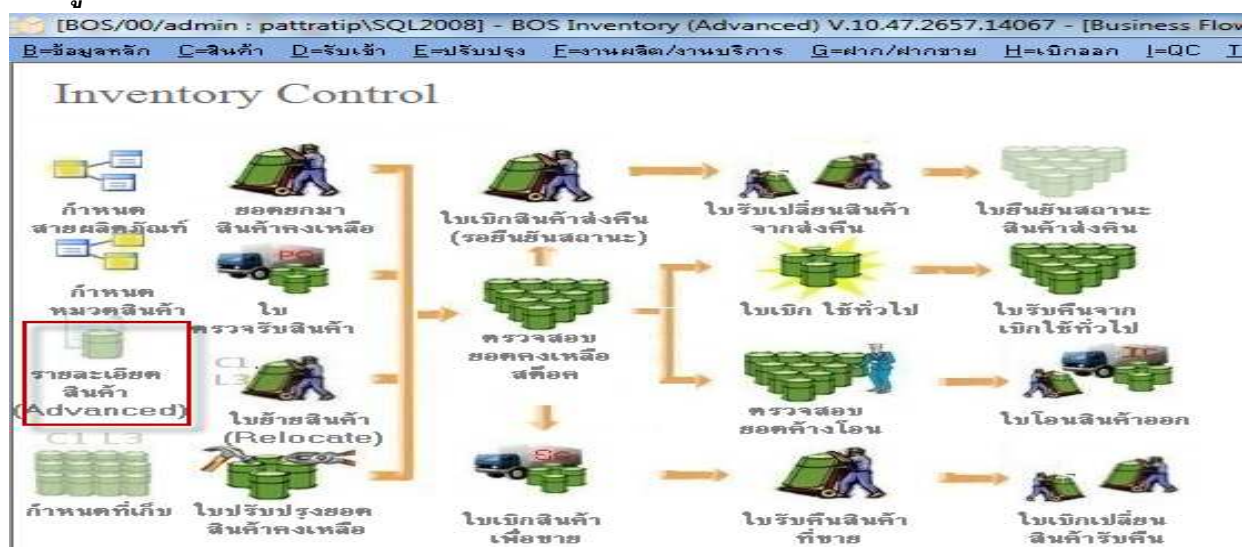 [BOS/00/admin : pattratip\SQL2008] - BOS Inventory (Advanced) V.10.47.2657.14067 - [Business Flow
B=ข้อมูลหลัก C=สินค้า D=รับเข้า E=ปรับปรุง F=งานผลิต/งานบริการ G=ฝาก/ฝากขาย H=เบิกออก I=QC T
Inventory Control
กำหนด
สายผลิตภัณฑ์
ยอดยกมา
สินค้าคงเหลือ
ใบเบิกสินค้าส่งคืน
(รอยืนยันสถานะ)
ใบรับเปลี่ยนสินค้า
จากส่งคืน
ใบยืนยันสถานะ
สินค้าส่งคืน
กำหนด
หมวดสินค้า
PO
ใบ
ตรวจรับสินค้า
ตรวจสอบ
ยอดคงเหลือ
สต๊อค
ใบเบิก ใช้ทั่วไป
ใบรับคืนจาก
เบิกใช้ทั่วไป
รายละเอียด
สินค้า
(Advanced)
C1
L3
ใบย้ายสินค้า
(Relocate)
ตรวจสอบ
ยอดค้างโอน
ใบโอนสินค้าออก
C1 L3
กำหนดที่เก็บ
ใบปรับปรุงยอด
สินค้าคงเหลือ
SO
ใบเบิกสินค้า
เพื่อขาย
ใบรับคืนสินค้า
ที่ขาย
ใบเบิกเปลี่ยน
สินค้ารับคืน